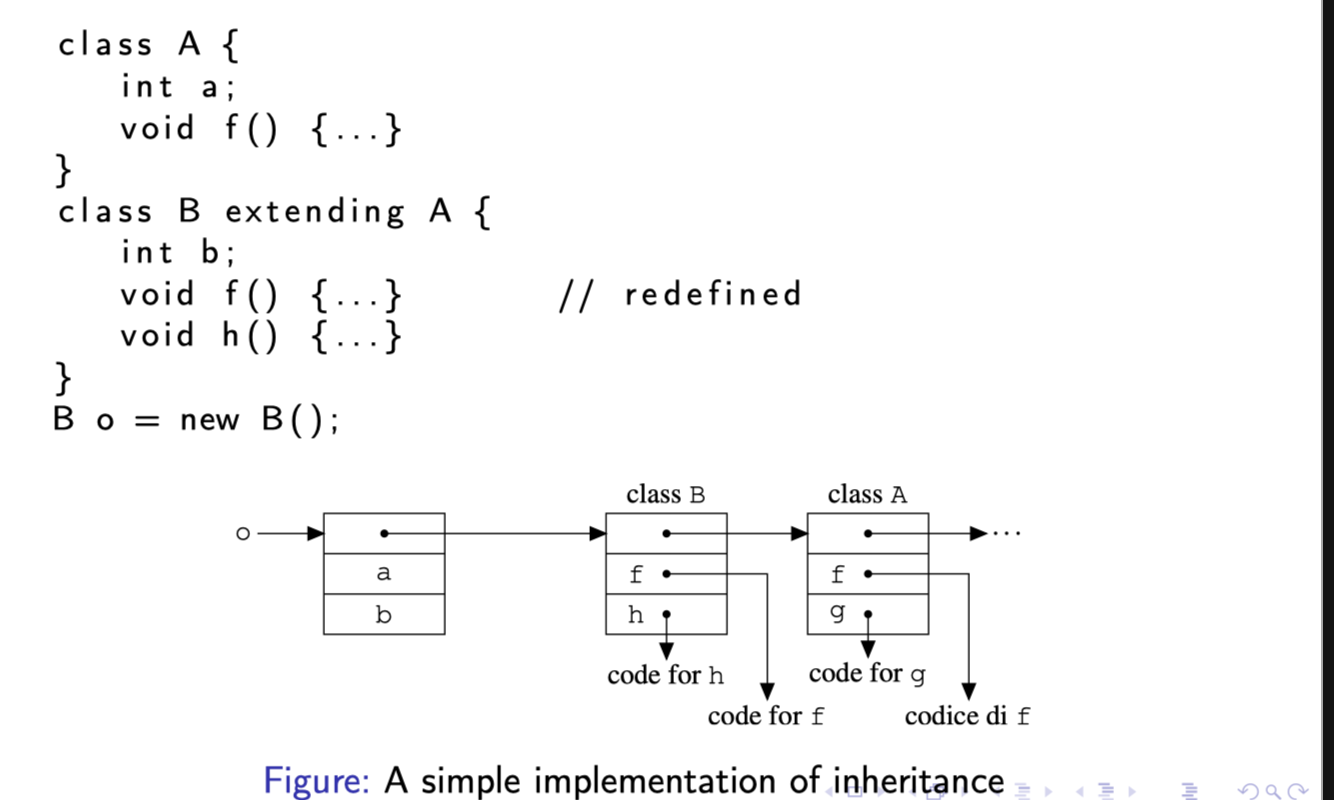 class A {
int a;
void f() {...}
}
class B extending A {
int b;
void f() {...} // redefined
void h() {...}
}
B o = new B();
class B class A
o ...
a f f
b h g
code for h code for g
code for f codice di f
Figure: A simple implementation of inheritance